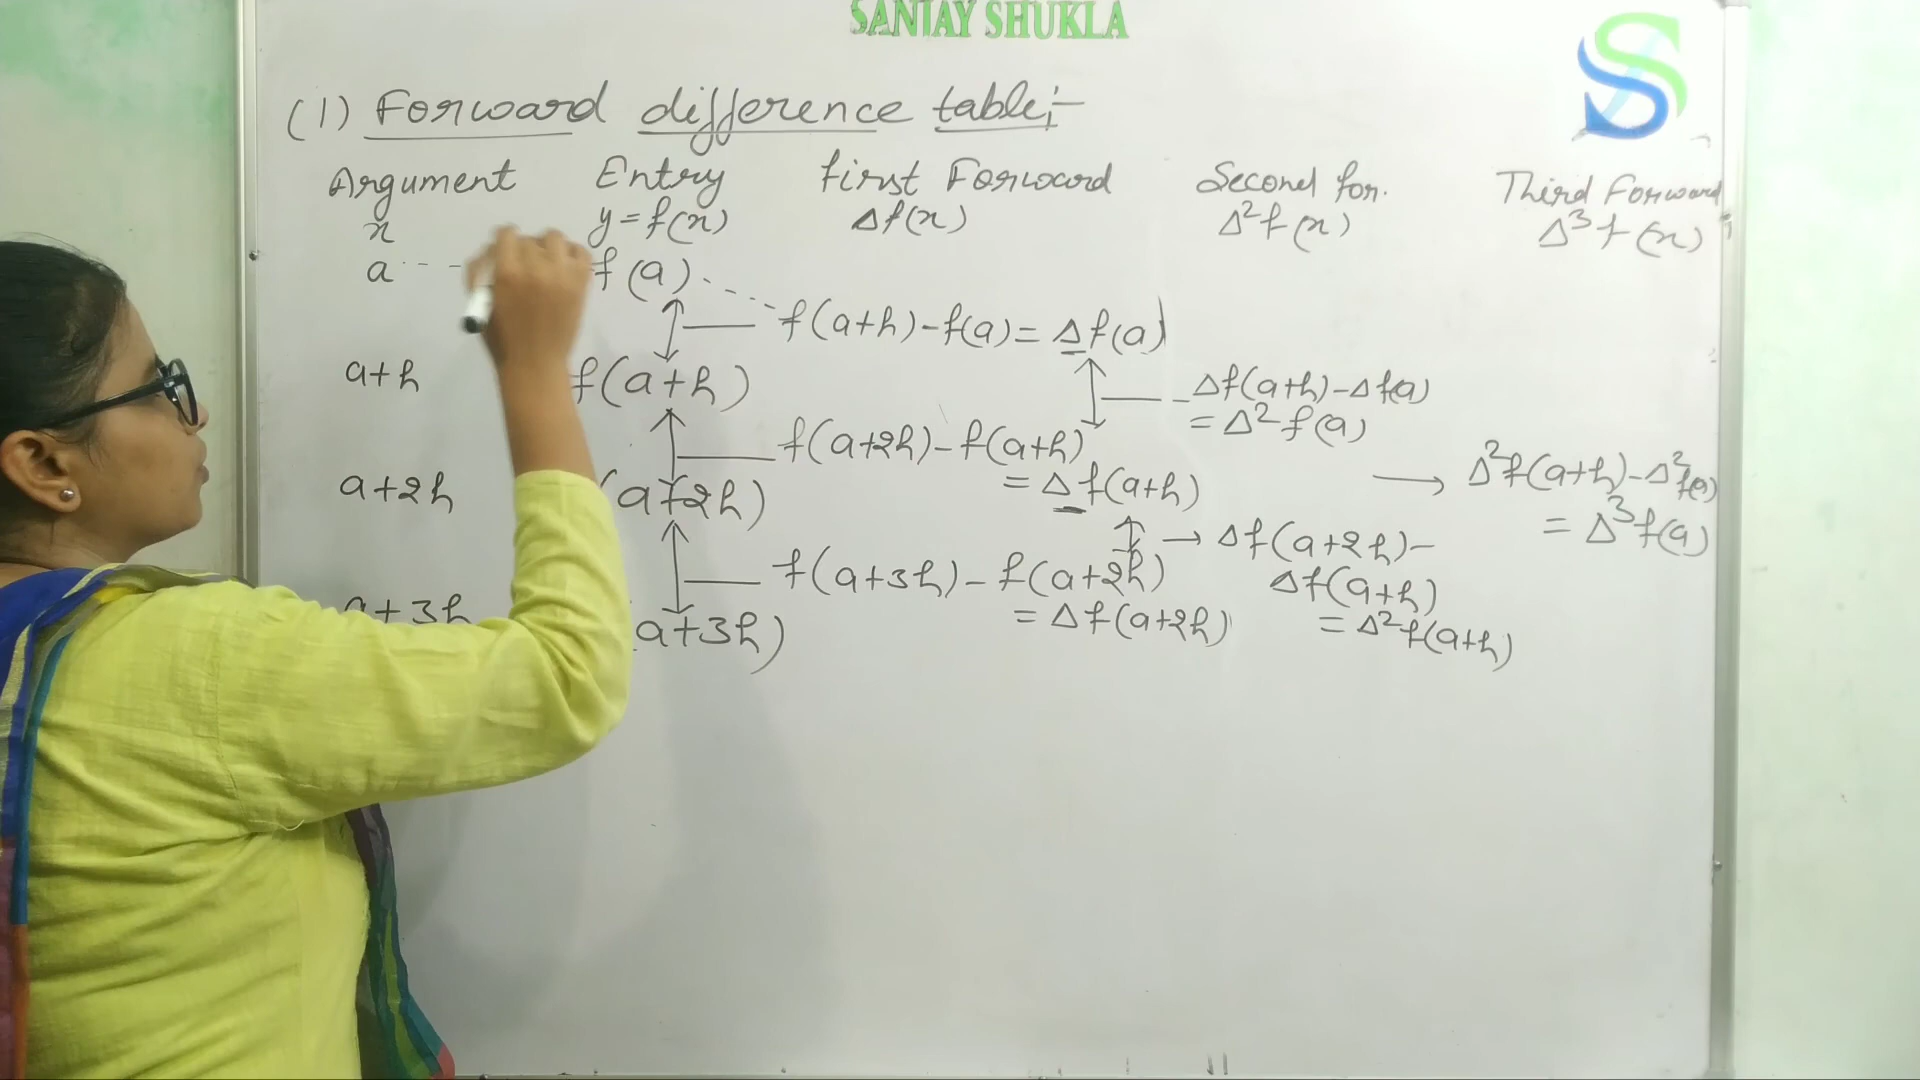 SANJAY SHUKLA
(1) Forward difference table:-
Argument Entry First Forward Second for. Third Forward
x y=f(x) Δf(x) Δ²f(x) Δ³f(x)
a f(a)
f(a+h)-f(a)= Δf(a)
a+h f(a+h) Δf(a+h)-Δf(a)
= Δ²f(a)
f(a+2h)-f(a+h) Δ²f(a+h)-Δ²f(a)
a+2h (a+2h) = Δf(a+h) = Δ³f(a)
Δf(a+2h)-
f(a+3h)-f(a+2h) Δf(a+h)
a+3h (a+3h) = Δf(a+2h) = Δ²f(a+h)